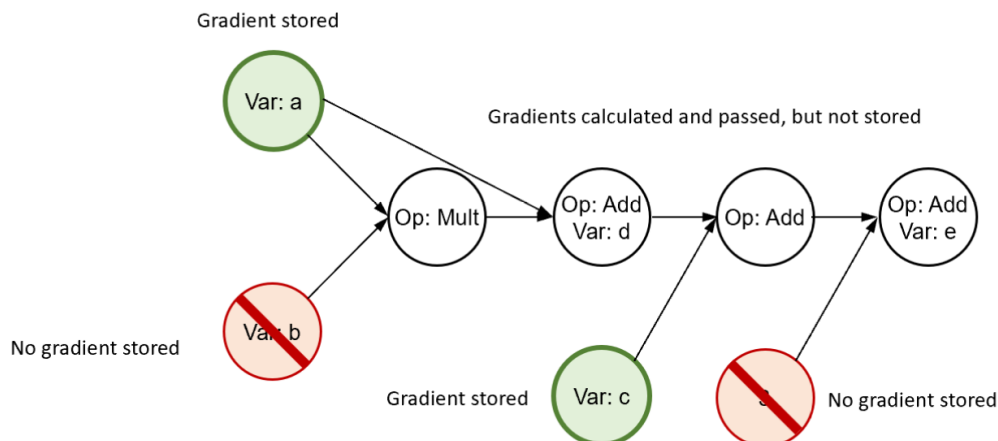 Gradient stored
Var: a
Gradients calculated and passed, but not stored
Op: Mult
Op: Add
Var: d
Op: Add
Op: Add
Var: e
Var: b
No gradient stored
Gradient stored
Var: c
No gradient stored